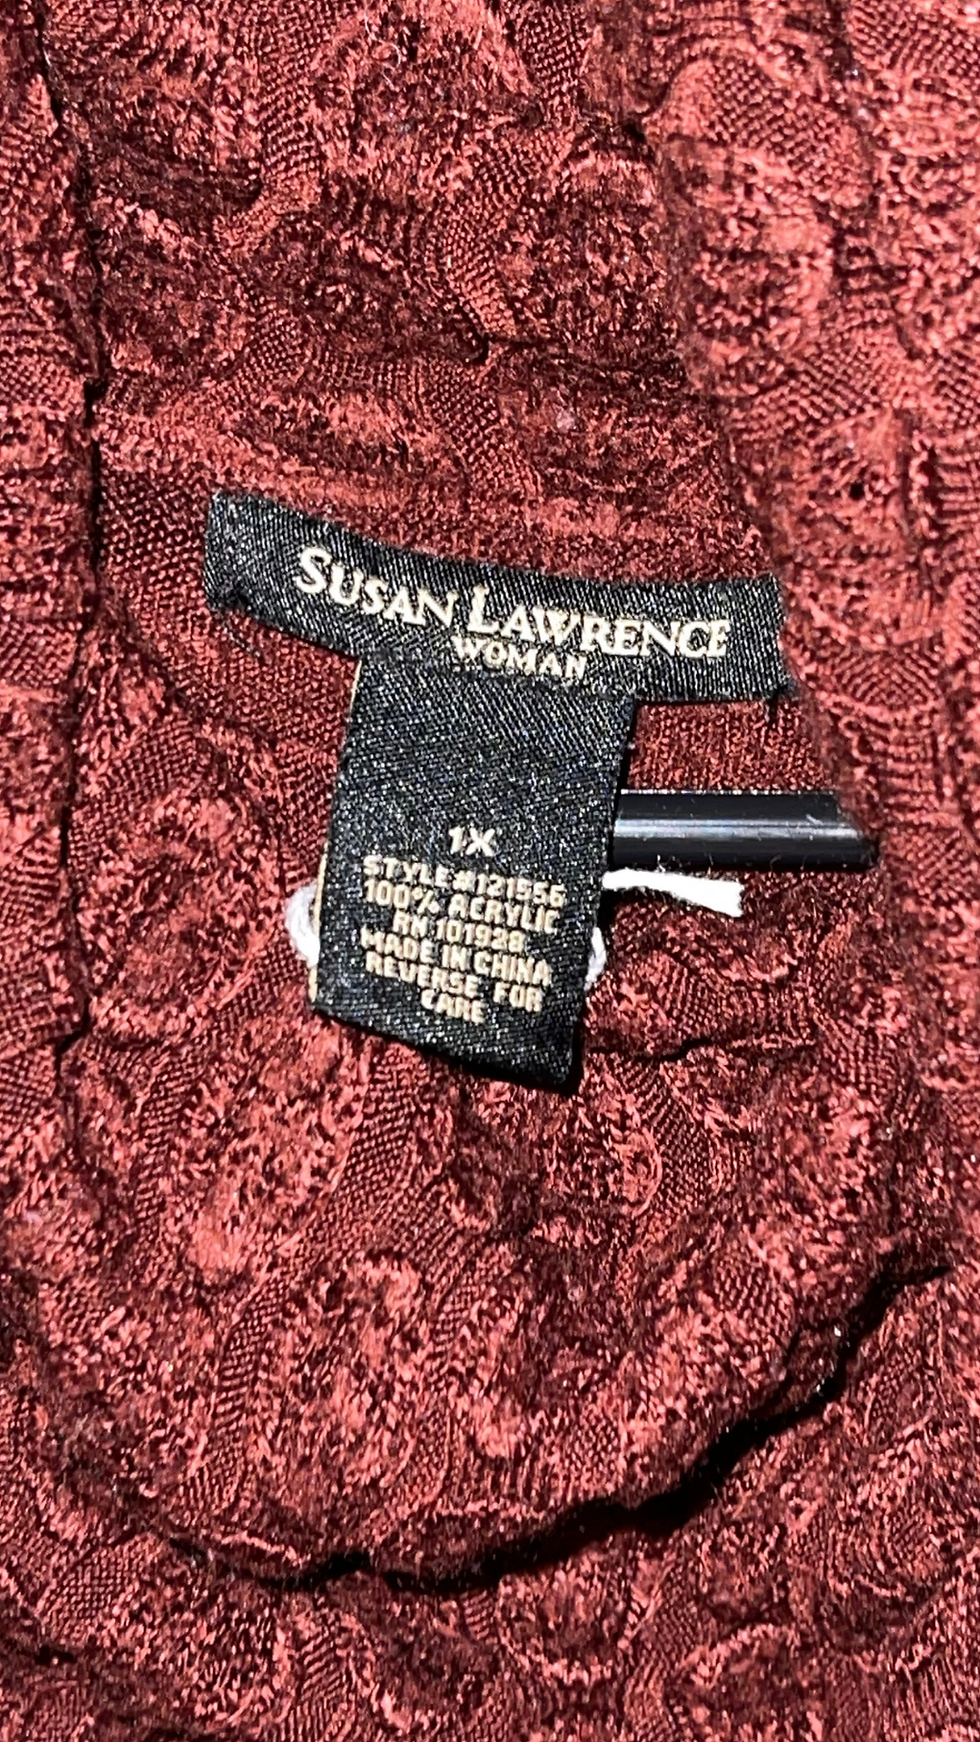 SUSAN LAWRENCE
WOMAN
1X
STYLE#121556
100% ACRYLIC
RN 101928
MADE IN CHINA
REVERSE FOR
CARE